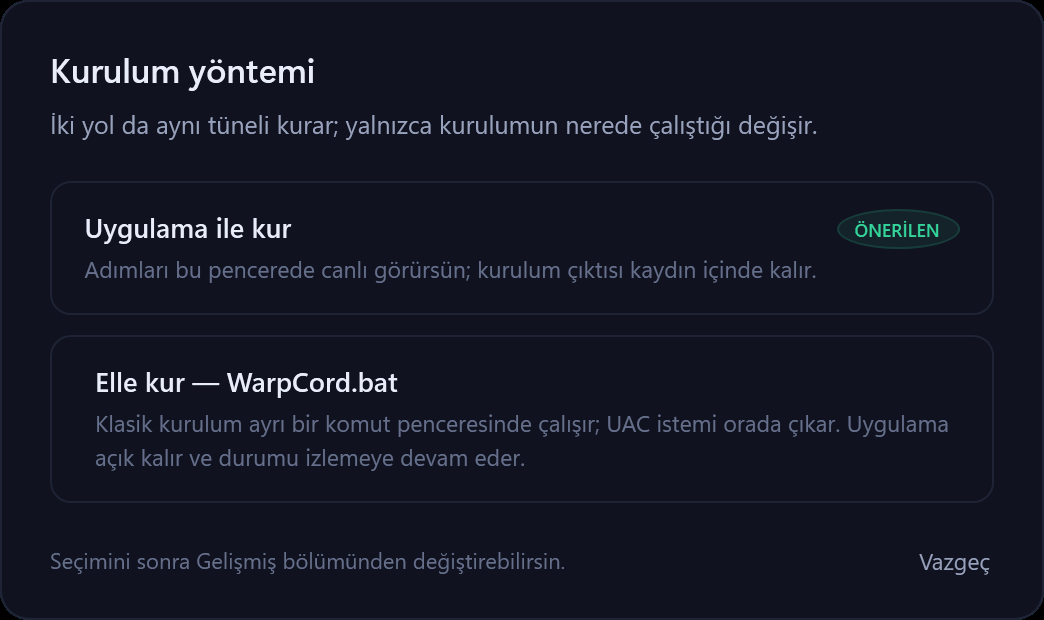 Kurulum yöntemi
İki yol da aynı tüneli kurar; yalnızca kurulumun nerede çalıştığı değişir.
Uygulama ile kur
ÖNERİLEN
Adımları bu pencerede canlı görürsün; kurulum çıktısı kaydın içinde kalır.
Elle kur — WarpCord.bat
Klasik kurulum ayrı bir komut penceresinde çalışır; UAC istemi orada çıkar. Uygulama
açık kalır ve durumu izlemeye devam eder.
Seçimini sonra Gelişmiş bölümünden değiştirebilirsin.
Vazgeç